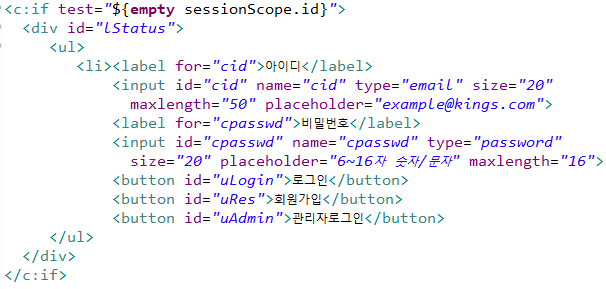 <c:if test="${empty sessionScope.id}">
<div id="lStatus">
<ul>
<li><label for="cid">아이디</label>
<input id="cid" name="cid" type="email" size="20"
maxlength="50" placeholder="example@kings.com">
<label for="cpasswd">비밀번호</label>
<input id="cpasswd" name="cpasswd" type="password"
size="20" placeholder="6~16자 숫자/문자" maxlength="16">
<button id="uLogin">로그인</button>
<button id="uRes">회원가입</button>
<button id="uAdmin">관리자로그인</button>
</ul>
</div>
</c:if>